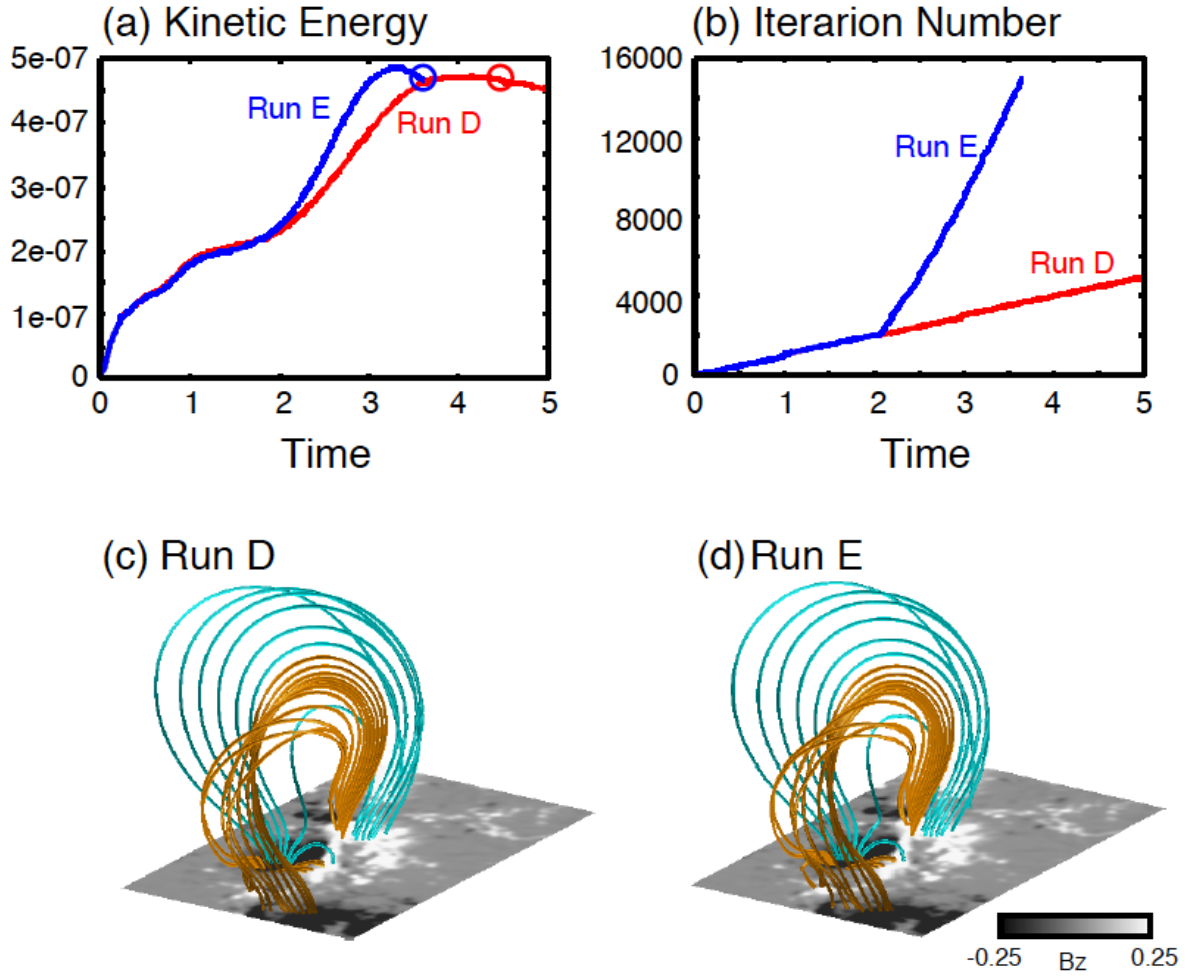 (a) Kinetic Energy
5e-07
4e-07
3e-07
2e-07
1e-07
0
Run E
Run D
0 1 2 3 4 5
Time
(b) Iterarion Number
16000
12000
8000
4000
0
Run E
Run D
0 1 2 3 4 5
Time
(c) Run D
(d) Run E
-0.25 Bz 0.25